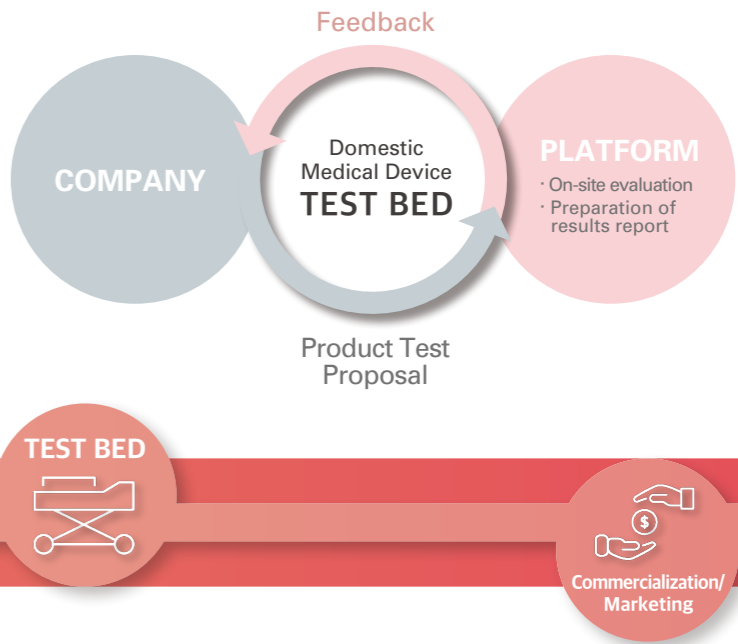 Feedback
COMPANY
Domestic
Medical Device
TEST BED
PLATFORM
· On-site evaluation
· Preparation of
results report
Product Test
Proposal
TEST BED
$
Commercialization/
Marketing